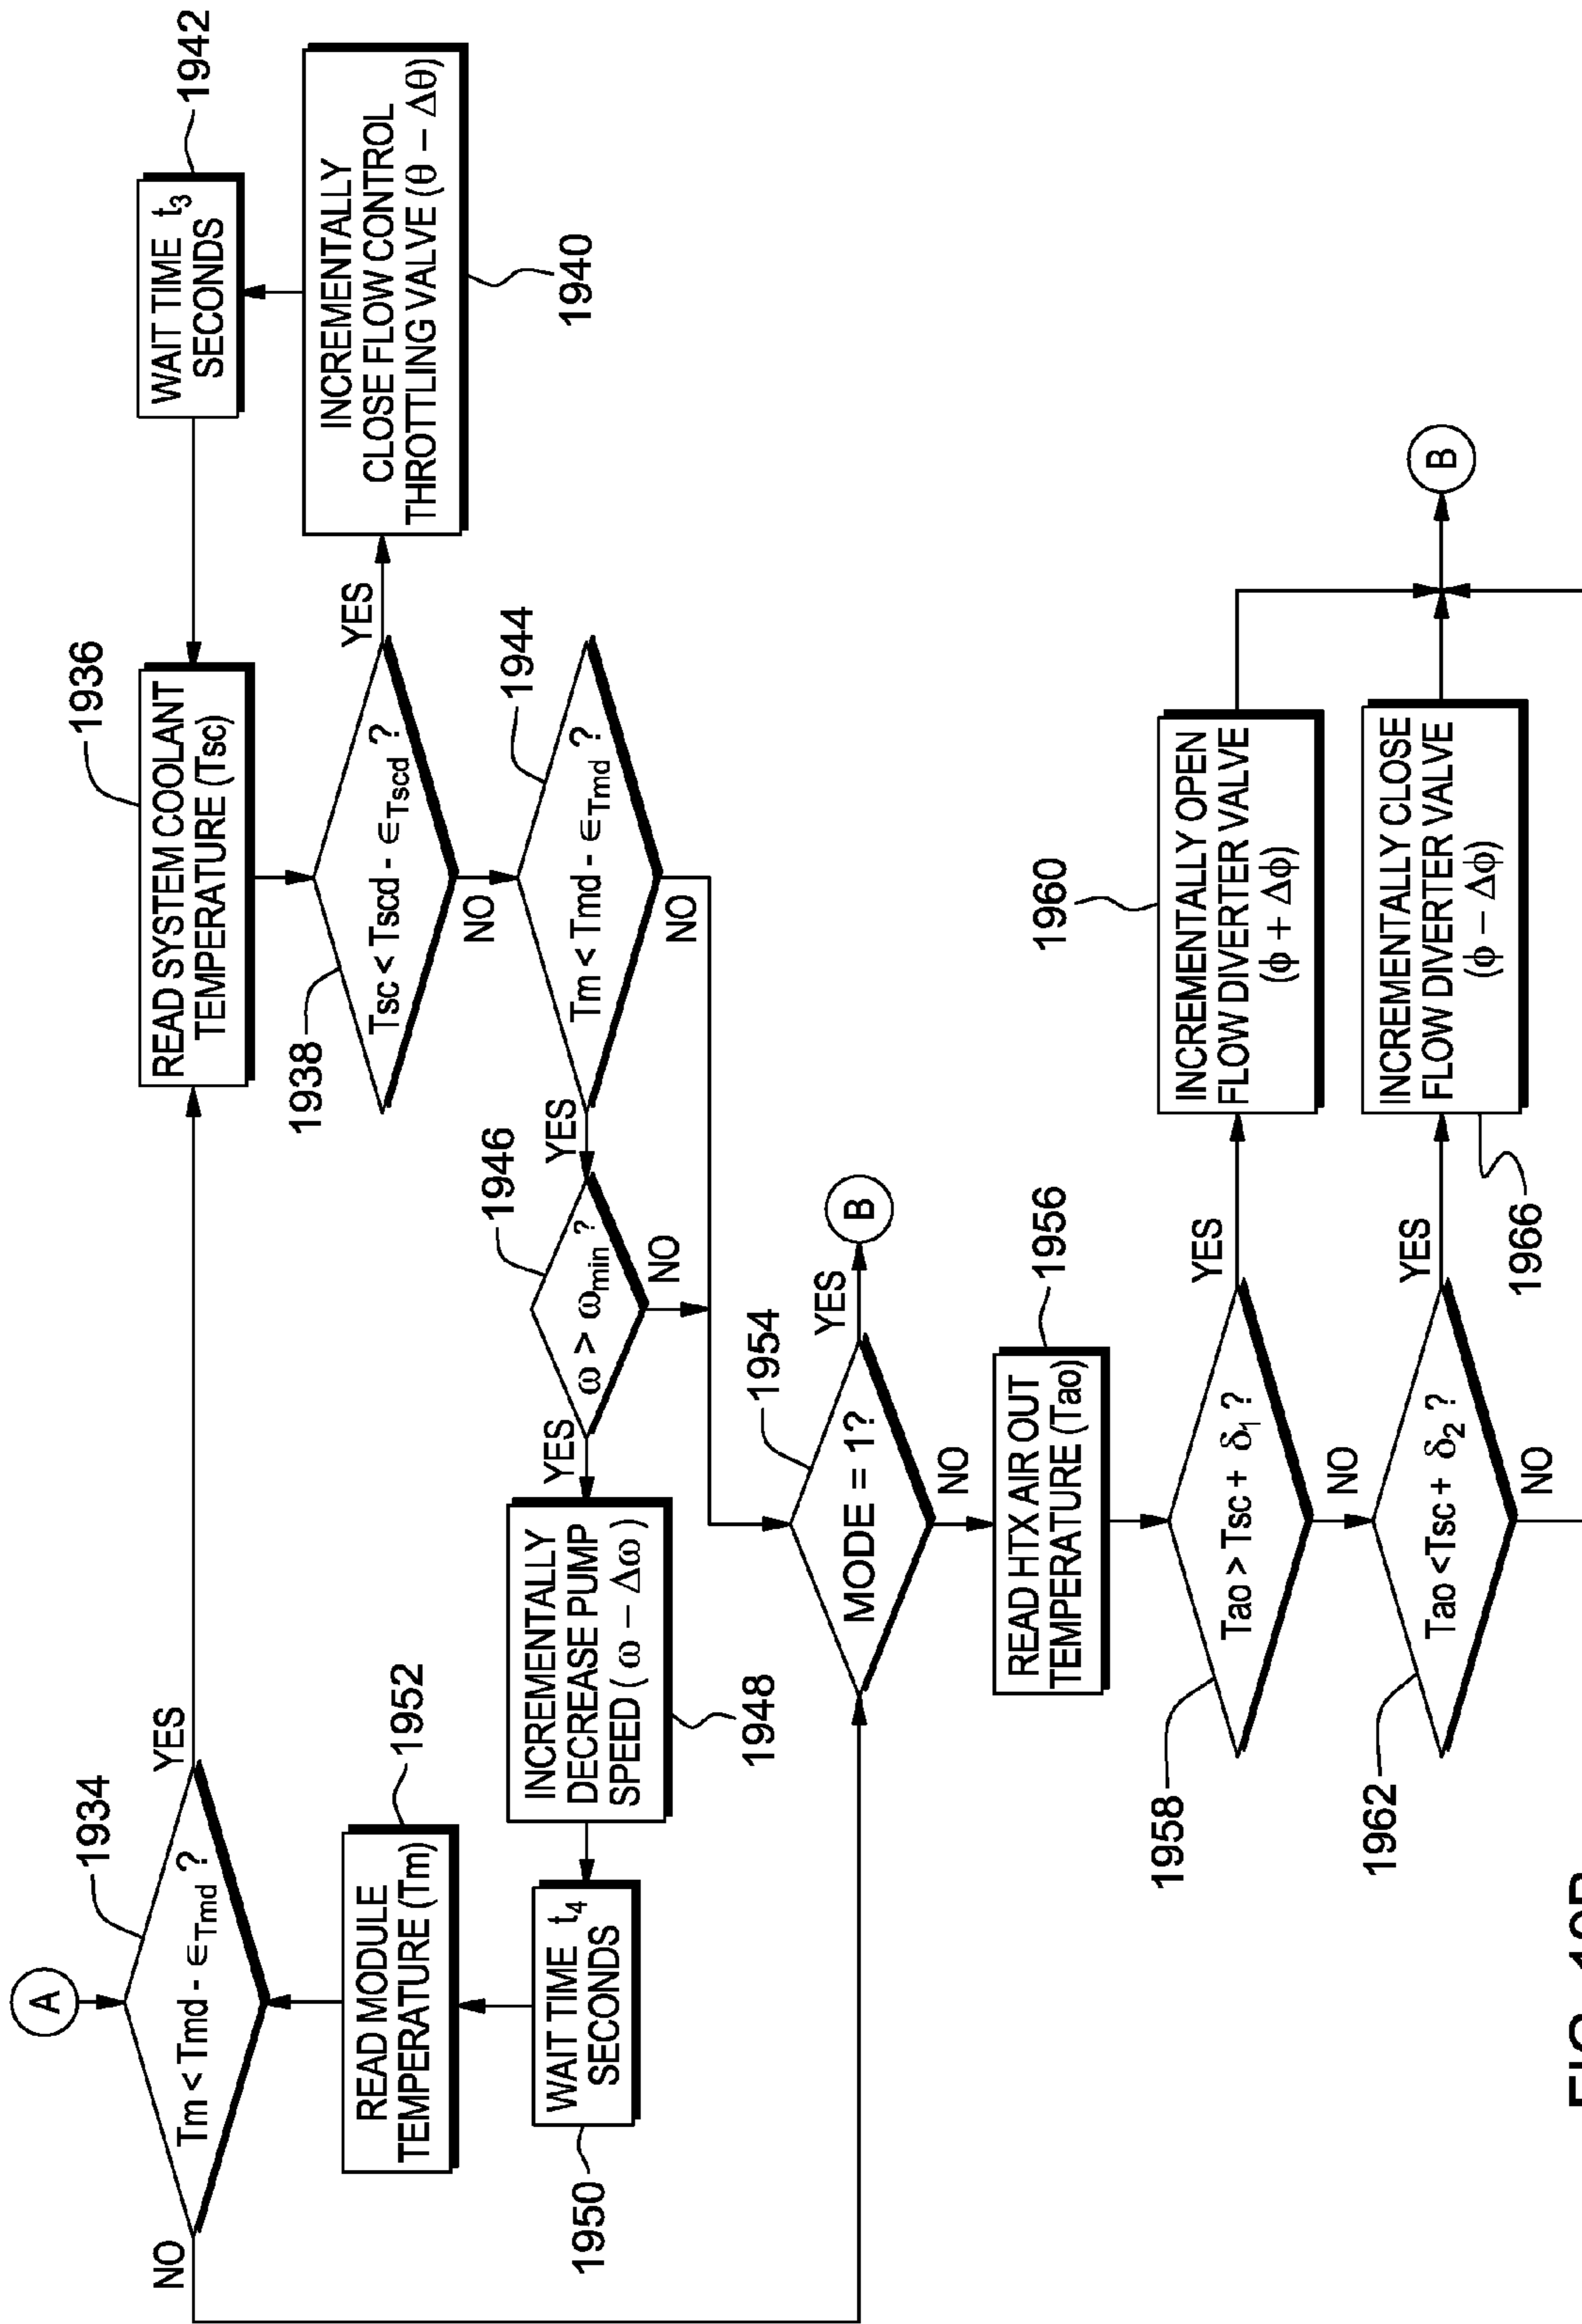 A
1934
Tm < Tmd - ∈Tmd ?
YES
NO
1952
READ MODULE
TEMPERATURE (Tm)
WAIT TIME t4
SECONDS
1950
1936
READ SYSTEM COOLANT
TEMPERATURE (Tsc)
1942
WAIT TIME t3
SECONDS
1938
Tsc < Tscd - ∈Tscd ?
YES
NO
INCREMENTALLY
CLOSE FLOW CONTROL
THROTTLING VALVE (θ – Δθ)
1940
1944
Tm < Tmd - ∈Tmd ?
YES
NO
1946
ω > ωmin ?
YES
NO
INCREMENTALLY
DECREASE PUMP
SPEED ( ω – Δω)
1948
1954
MODE = 1?
YES
B
NO
1956
READ HTX AIR OUT
TEMPERATURE (Tao)
1958
Tao > Tsc + δ1 ?
YES
NO
1960
INCREMENTALLY OPEN
FLOW DIVERTER VALVE
(ϕ + Δϕ)
1962
Tao <Tsc + δ2 ?
YES
NO
INCREMENTALLY CLOSE
FLOW DIVERTER VALVE
(ϕ – Δϕ)
1966
B